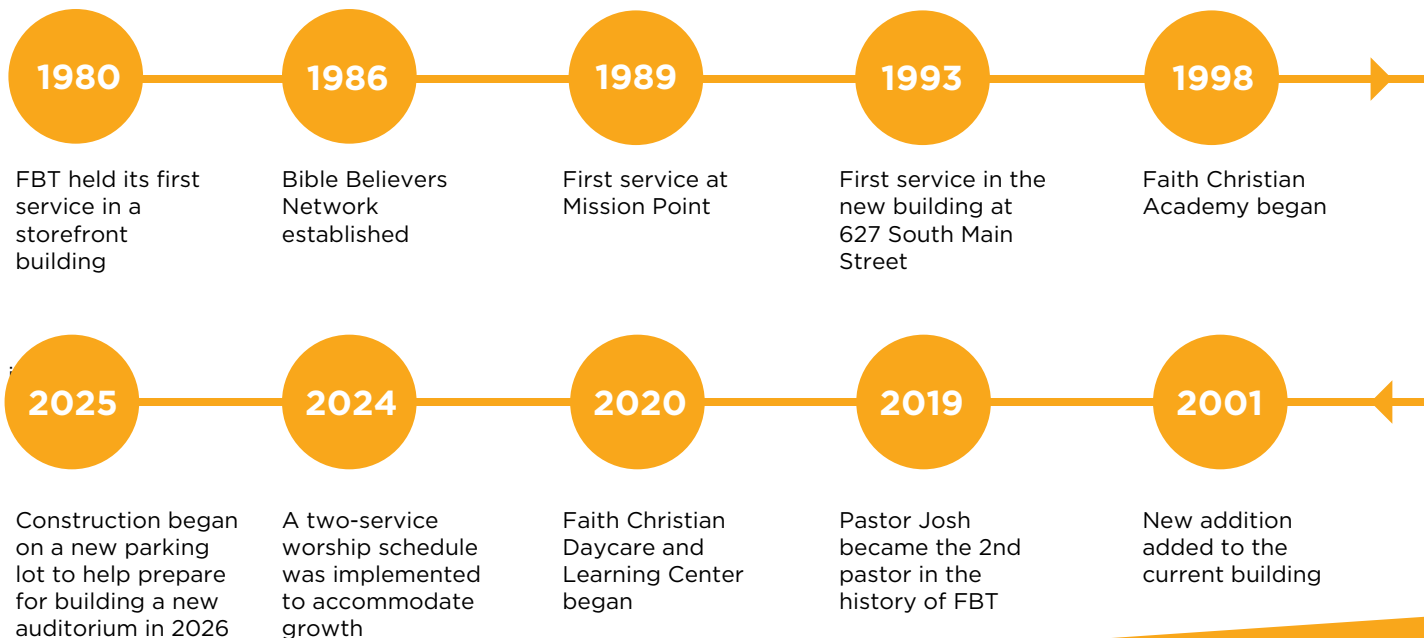 1980
FBT held its first
service in a
storefront
building
1986
Bible Believers
Network
established
1989
First service at
Mission Point
1993
First service in the
new building at
627 South Main
Street
1998
Faith Christian
Academy began
2025
Construction began
on a new parking
lot to help prepare
for building a new
auditorium in 2026
2024
A two-service
worship schedule
was implemented
to accommodate
growth
2020
Faith Christian
Daycare and
Learning Center
began
2019
Pastor Josh
became the 2nd
pastor in the
history of FBT
2001
New addition
added to the
current building